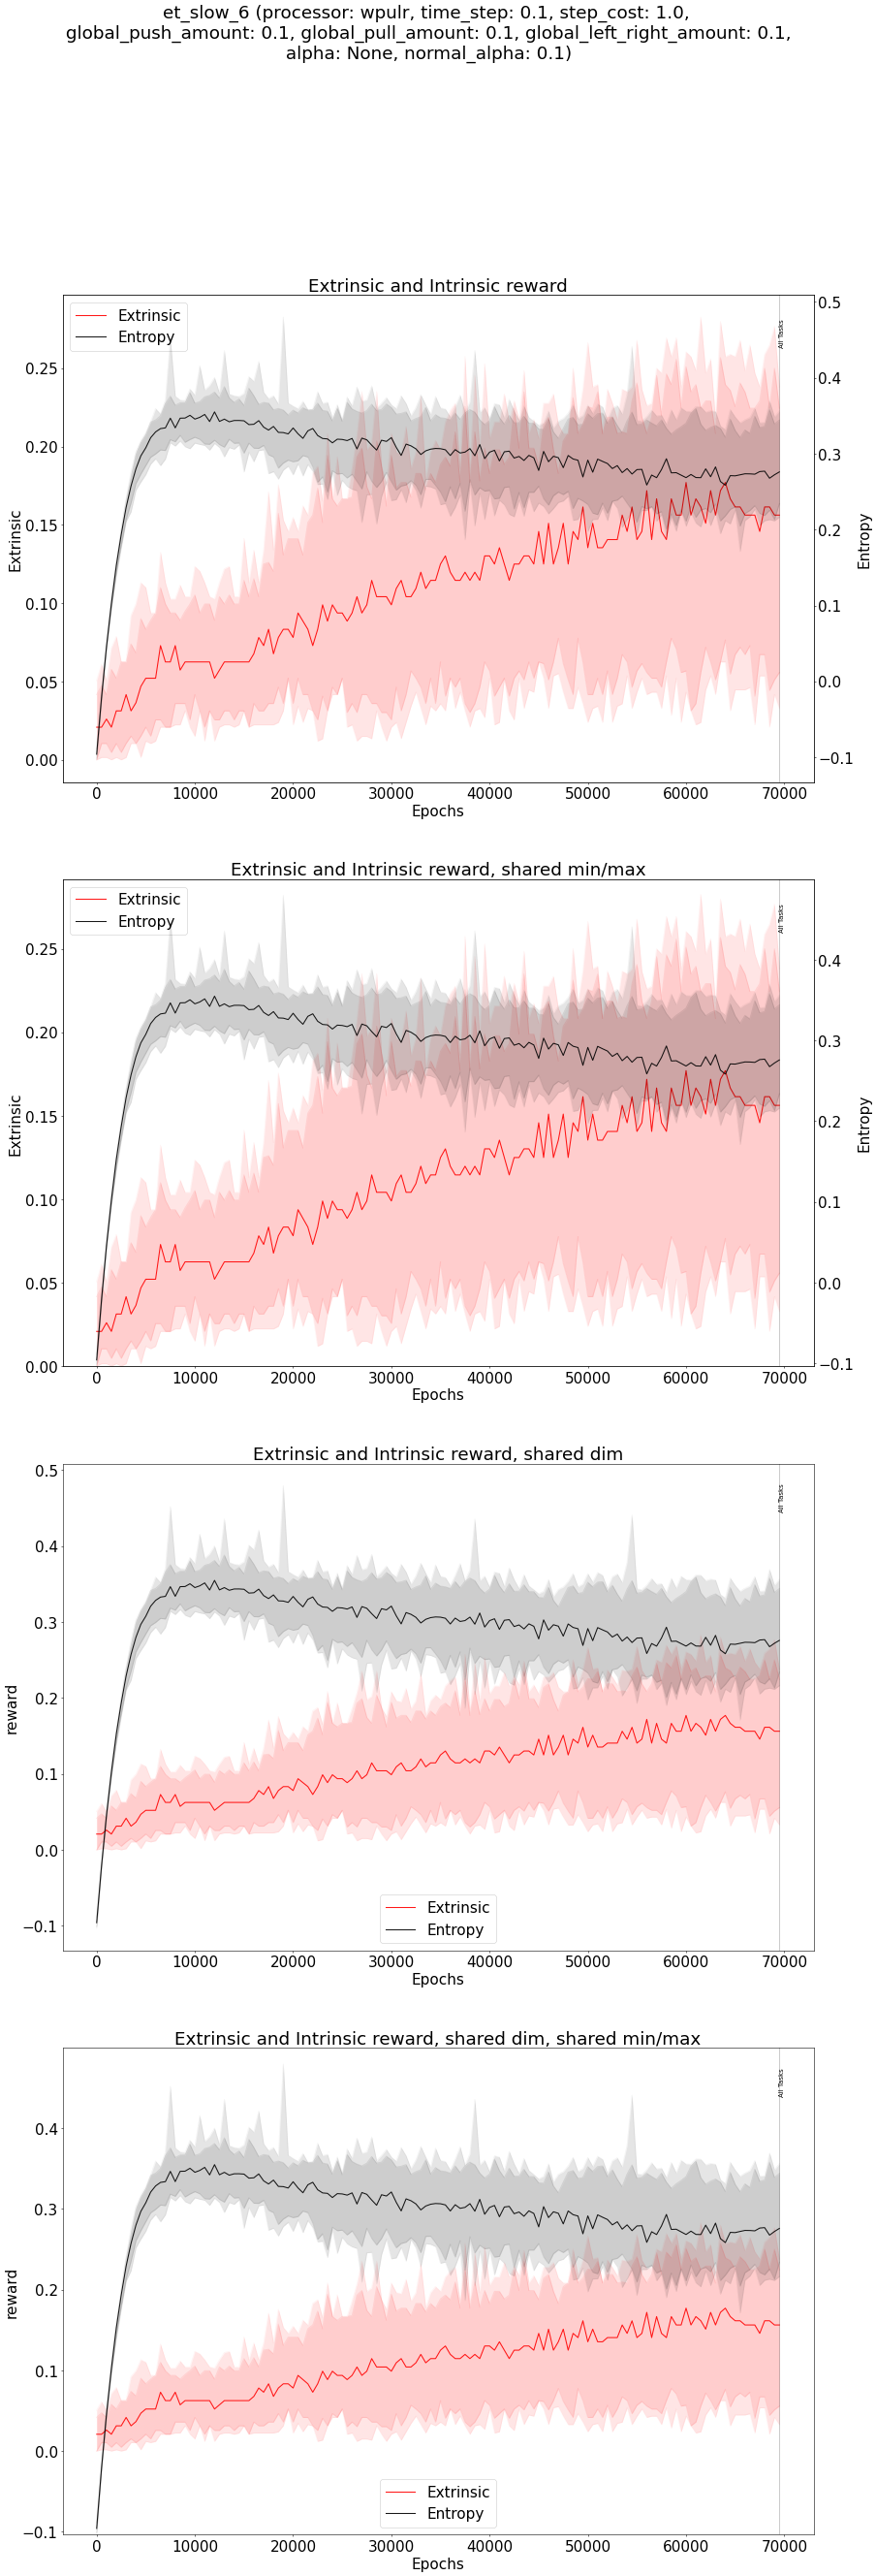 et_slow_6 (processor: wpulr, time_step: 0.1, step_cost: 1.0,
global_push_amount: 0.1, global_pull_amount: 0.1, global_left_right_amount: 0.1,
alpha: None, normal_alpha: 0.1)
Extrinsic and Intrinsic reward
Extrinsic
Entropy
All Tasks
0.25
0.20
0.15
0.10
0.05
0.00
Extrinsic
0.5
0.4
0.3
0.2
0.1
0.0
−0.1
Entropy
0 10000 20000 30000 40000 50000 60000 70000
Epochs
Extrinsic and Intrinsic reward, shared min/max
Extrinsic
Entropy
All Tasks
0.25
0.20
0.15
0.10
0.05
0.00
Extrinsic
0.4
0.3
0.2
0.1
0.0
−0.1
Entropy
0 10000 20000 30000 40000 50000 60000 70000
Epochs
Extrinsic and Intrinsic reward, shared dim
All Tasks
0.5
0.4
0.3
0.2
0.1
0.0
−0.1
reward
Extrinsic
Entropy
0 10000 20000 30000 40000 50000 60000 70000
Epochs
Extrinsic and Intrinsic reward, shared dim, shared min/max
All Tasks
0.4
0.3
0.2
0.1
0.0
−0.1
reward
Extrinsic
Entropy
0 10000 20000 30000 40000 50000 60000 70000
Epochs